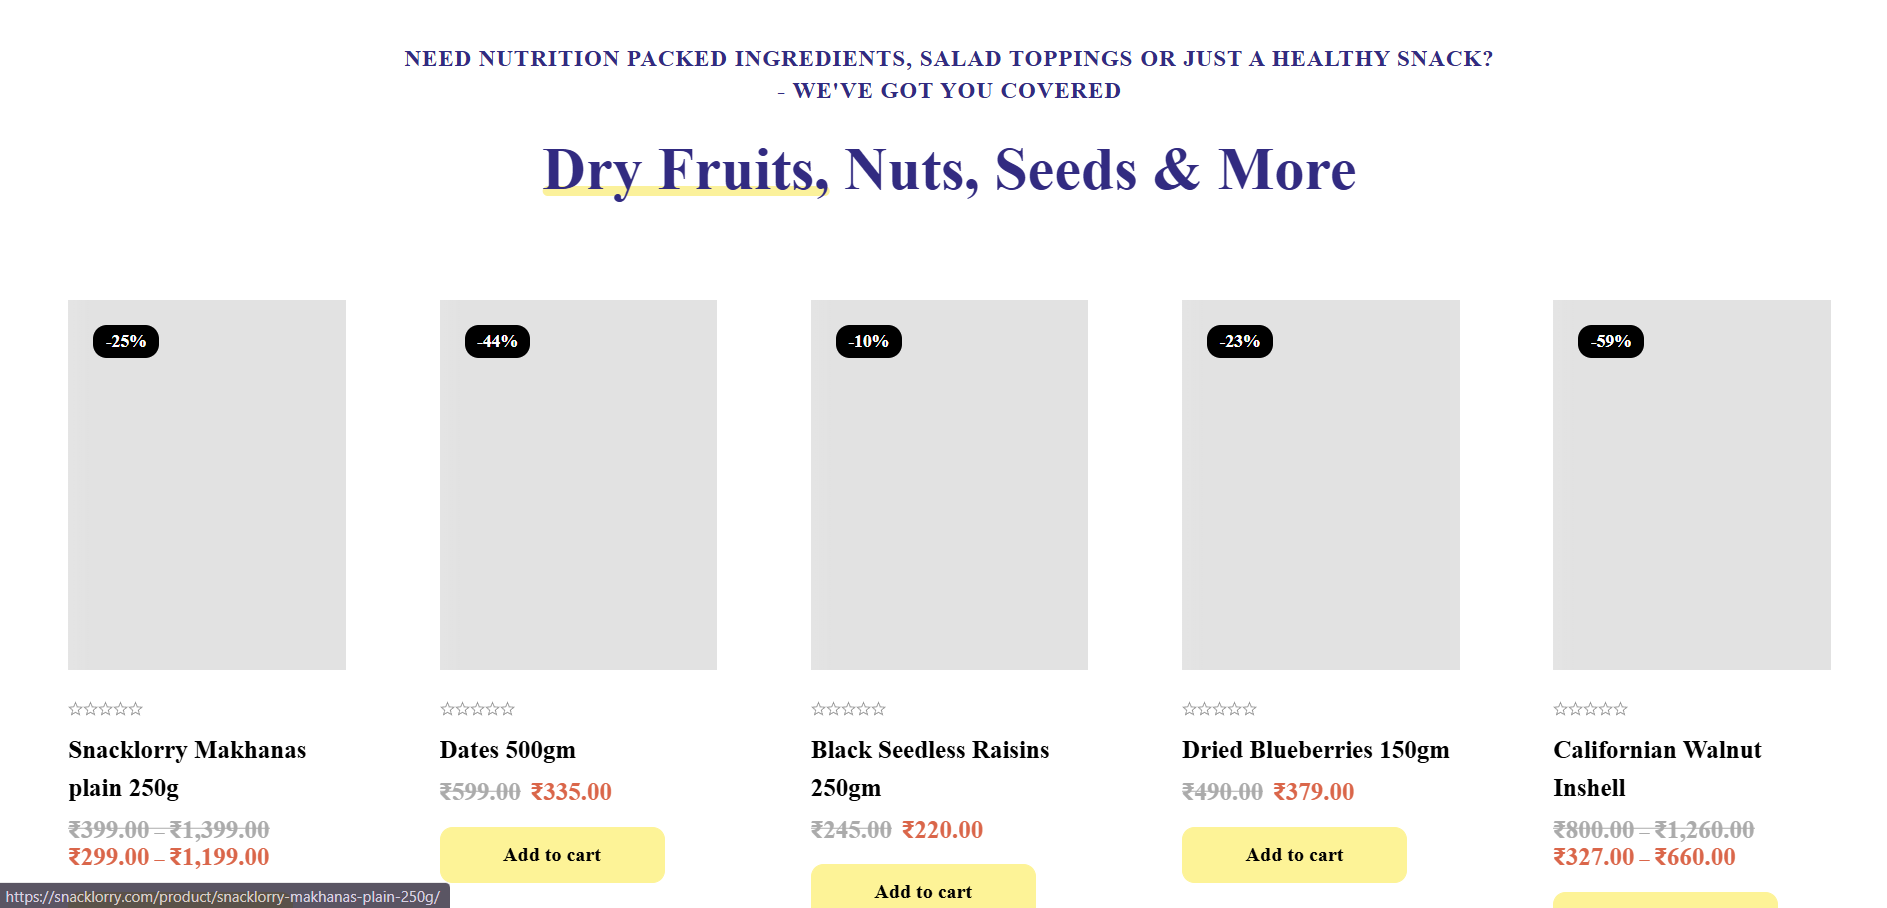 NEED NUTRITION PACKED INGREDIENTS, SALAD TOPPINGS OR JUST A HEALTHY SNACK?
- WE'VE GOT YOU COVERED
Dry Fruits, Nuts, Seeds & More
-25%
-44%
-10%
-23%
-59%
Snacklorry Makhanas
plain 250g
₹399.00 – ₹1,399.00
₹299.00 – ₹1,199.00
Dates 500gm
₹599.00 ₹335.00
Add to cart
Black Seedless Raisins
250gm
₹245.00 ₹220.00
Add to cart
Dried Blueberries 150gm
₹490.00 ₹379.00
Add to cart
Californian Walnut
Inshell
₹800.00 – ₹1,260.00
₹327.00 – ₹660.00
https://snacklorry.com/product/snacklorry-makhanas-plain-250g/